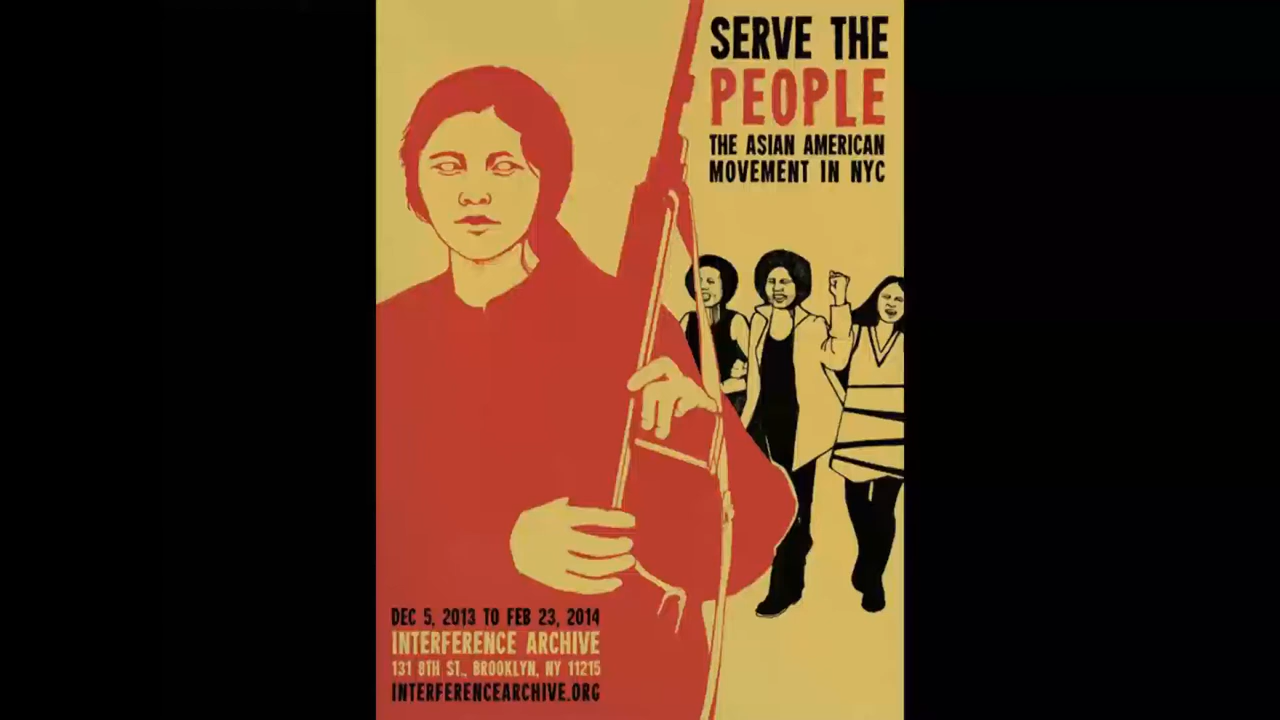 SERVE THE
PEOPLE
THE ASIAN AMERICAN
MOVEMENT IN NYC
DEC 5, 2013 TO FEB 23, 2014
INTERFERENCE ARCHIVE
131 8TH ST., BROOKLYN, NY 11215
INTERFERENCEARCHIVE.ORG